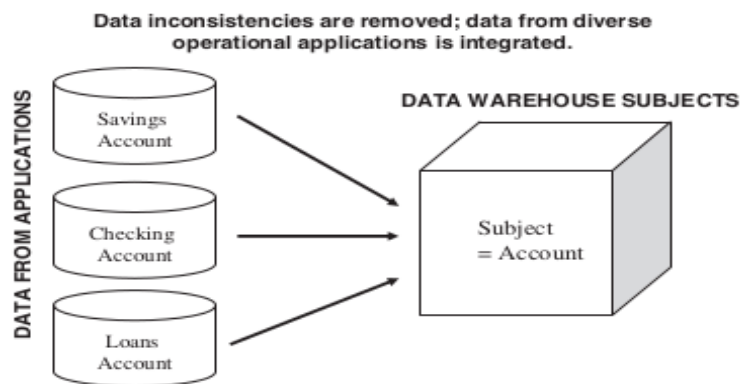 Data inconsistencies are removed; data from diverse
operational applications is integrated.
DATA FROM APPLICATIONS
Savings
Account
Checking
Account
Loans
Account
DATA WAREHOUSE SUBJECTS
Subject
= Account